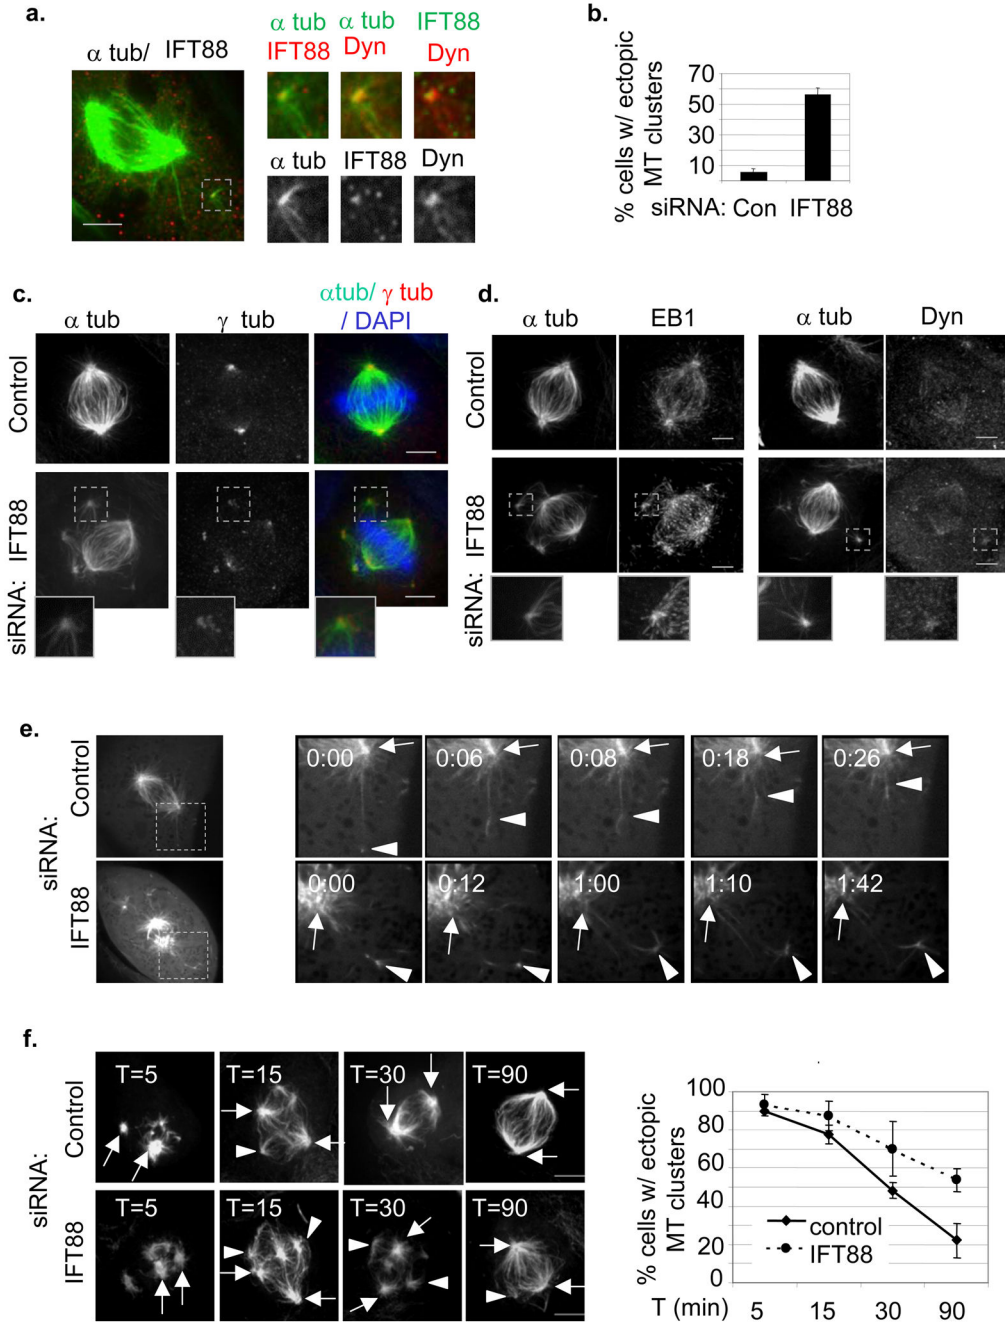 a.
α tub/ IFT88
α tub α tub IFT88
IFT88 Dyn Dyn
α tub IFT88 Dyn
b.
% cells w/ ectopic
MT clusters
70
50
30
10
siRNA: Con IFT88
c.
α tub γ tub αtub/ γ tub
/ DAPI
Control
siRNA: IFT88
d.
α tub EB1 α tub Dyn
Control
siRNA: IFT88
e.
siRNA:
Control
0:00 0:06 0:08 0:18 0:26
IFT88
0:00 0:12 1:00 1:10 1:42
f.
siRNA:
Control
T=5 T=15 T=30 T=90
IFT88
T=5 T=15 T=30 T=90
% cells w/ ectopic
MT clusters
100
80
60
40
20
0
control
IFT88
T (min) 5 15 30 90